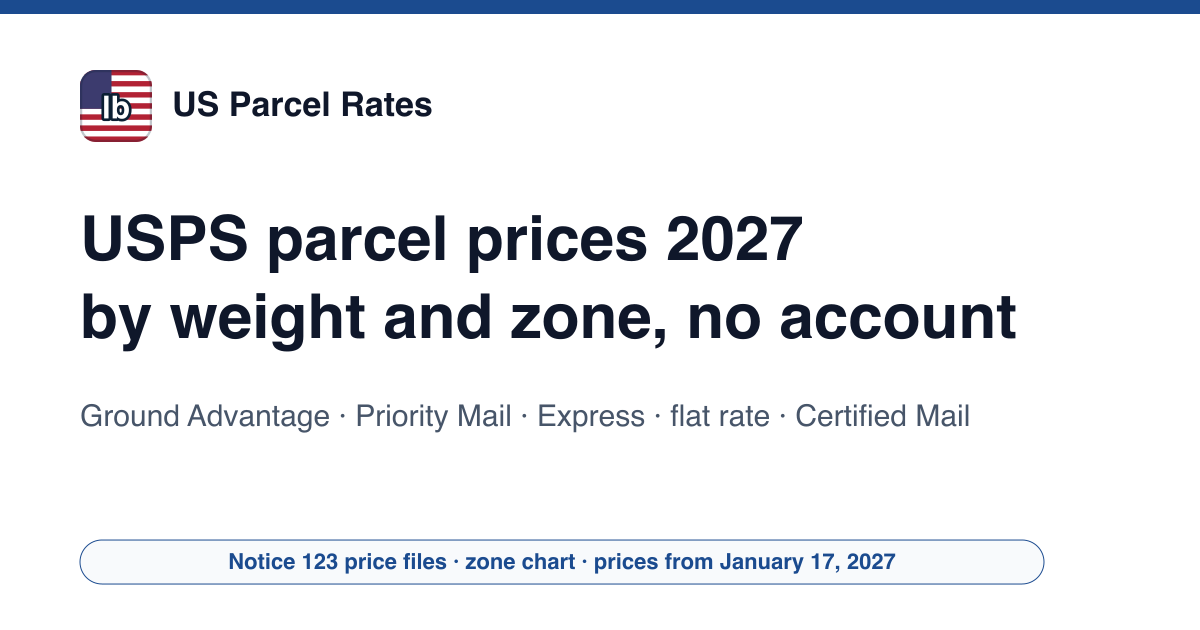 lb
US Parcel Rates
USPS parcel prices 2027
by weight and zone, no account
Ground Advantage · Priority Mail · Express · flat rate · Certified Mail
Notice 123 price files · zone chart · prices from January 17, 2027